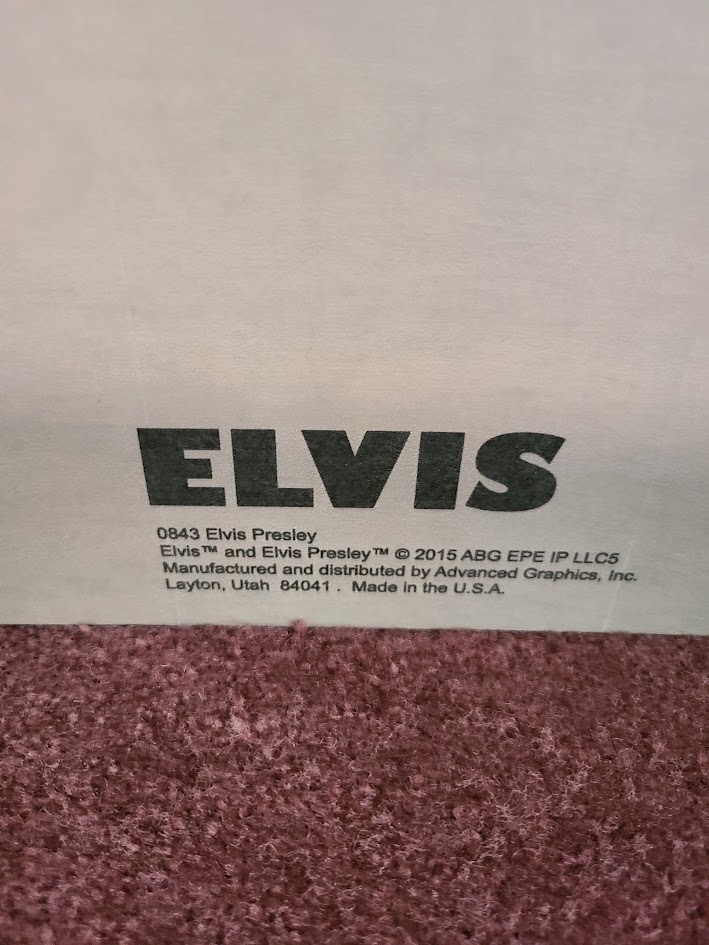 ELVIS
0843 Elvis Presley
Elvis™ and Elvis Presley™ © 2015 ABG EPE IP LLC5
Manufactured and distributed by Advanced Graphics, Inc.
Layton, Utah 84041 . Made in the U.S.A.